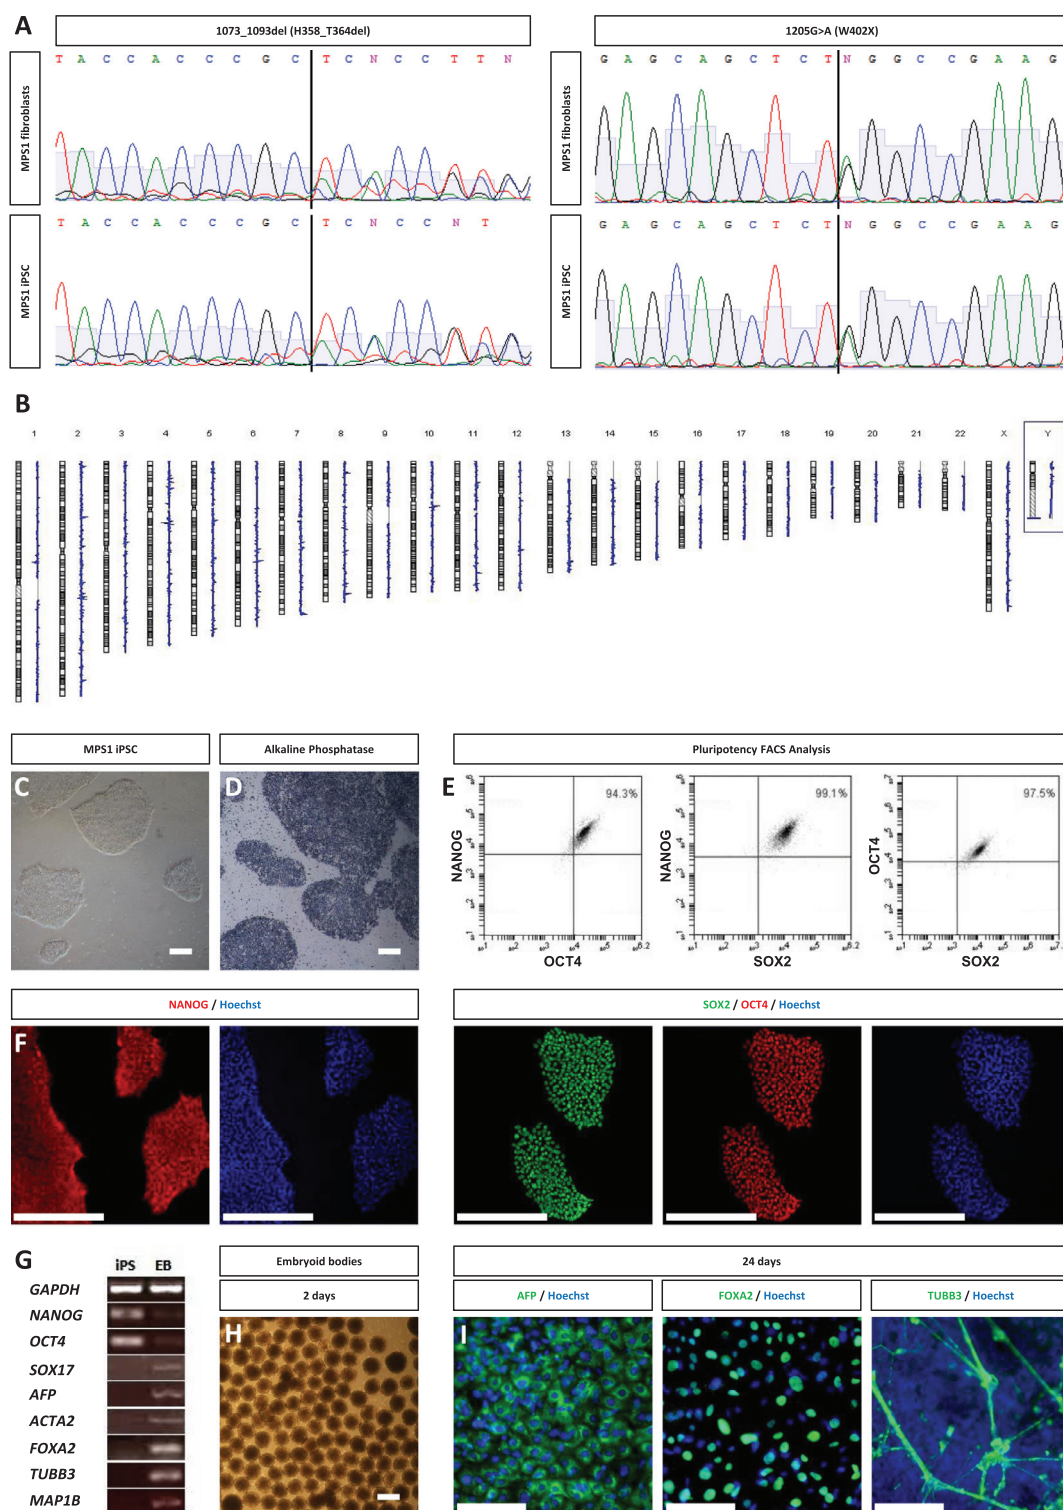 A
1073_1093del (H358_T364del)
1205G>A (W402X)
MPS1 fibroblasts
T A C C A C C C G C T C N C C T T N
MPS1 fibroblasts
G A G C A G C T C T N G G C C G A A G
MPS1 iPSC
T A C C A C C C G C T C N C C N T
MPS1 iPSC
G A G C A G C T C T N G G C C G A A G
B
1 2 3 4 5 6 7 8 9 10 11 12 13 14 15 16 17 18 19 20 21 22 X Y
MPS1 iPSC
Alkaline Phosphatase
Pluripotency FACS Analysis
C
D
E
94.3%
NANOG
OCT4
99.1%
NANOG
SOX2
97.5%
OCT4
SOX2
NANOG / Hoechst
SOX2 / OCT4 / Hoechst
F
G
iPS EB
GAPDH
NANOG
OCT4
SOX17
AFP
ACTA2
FOXA2
TUBB3
MAP1B
Embryoid bodies
2 days
H
24 days
AFP / Hoechst
FOXA2 / Hoechst
TUBB3 / Hoechst
I